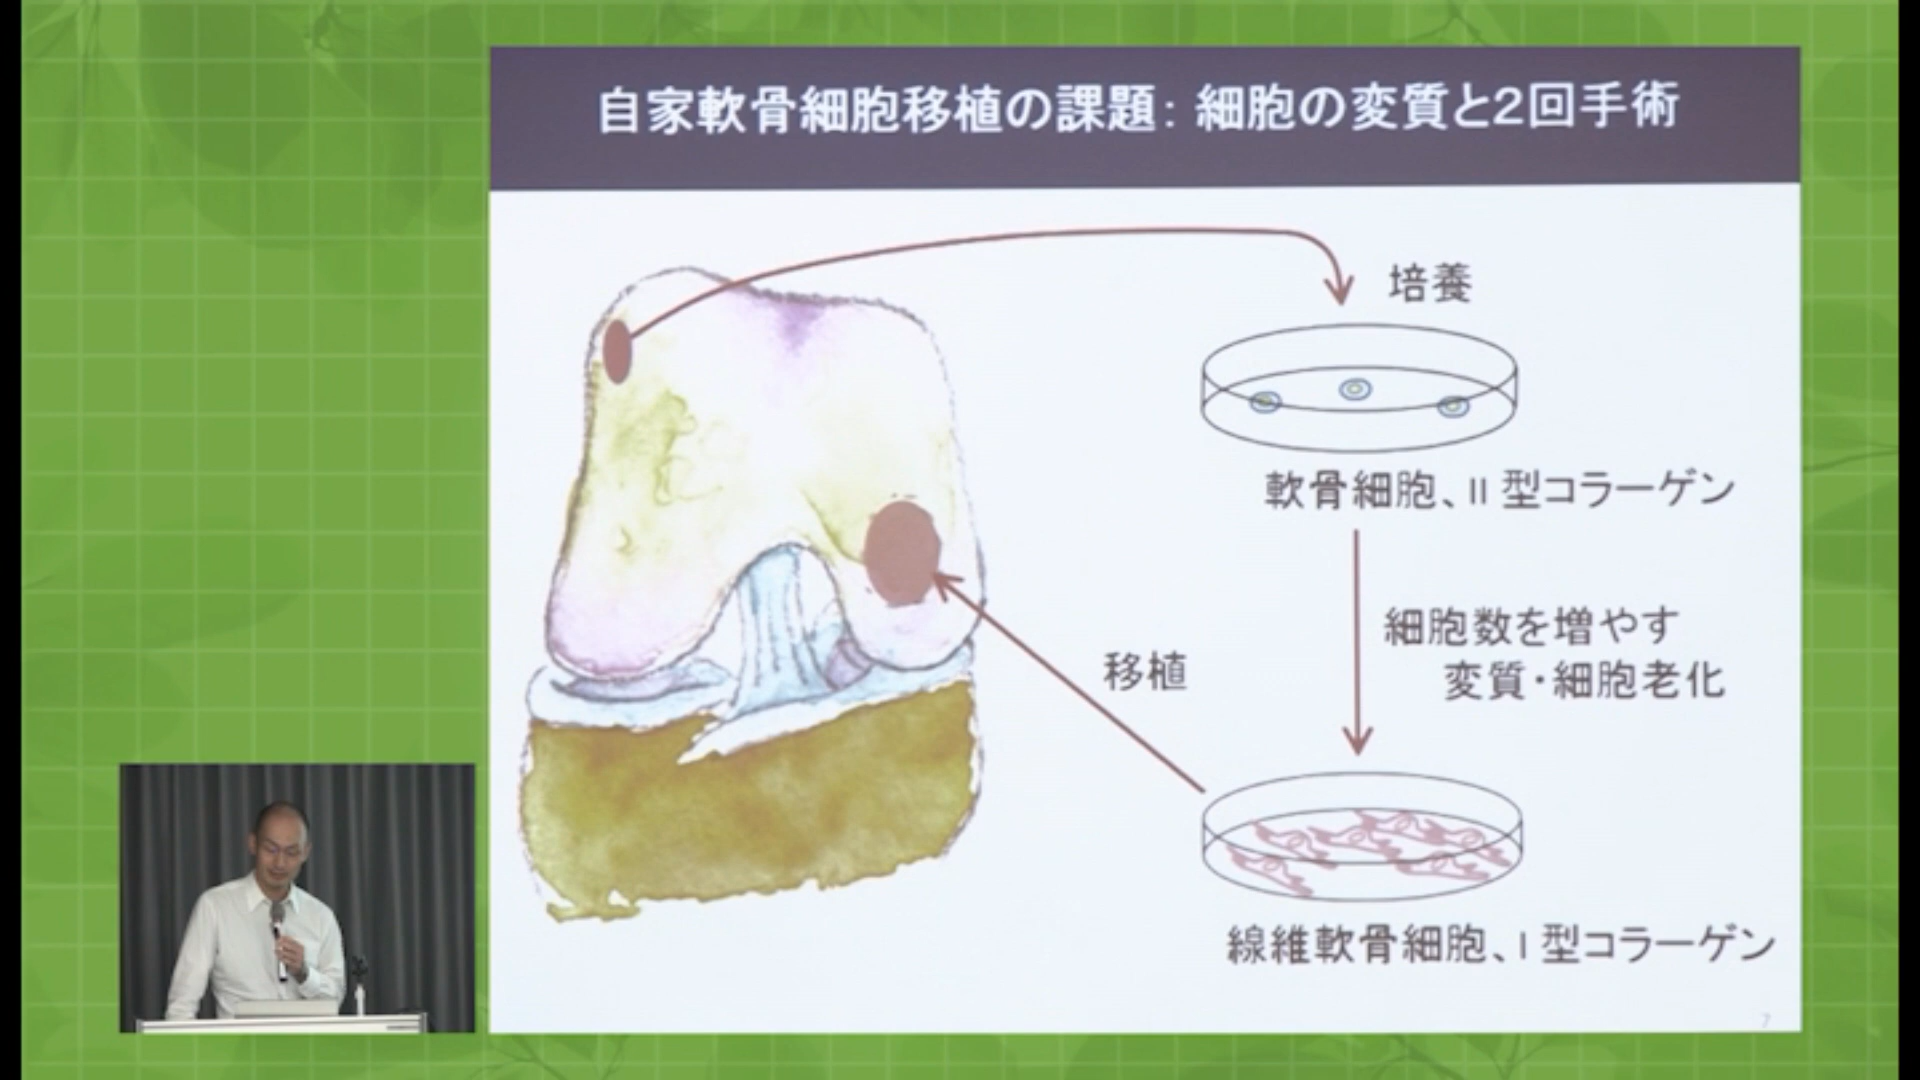 自家軟骨細胞移植の課題：細胞の変質と2回手術
培養
軟骨細胞、II 型コラーゲン
細胞数を増やす
変質・細胞老化
移植
線維軟骨細胞、I 型コラーゲン
7